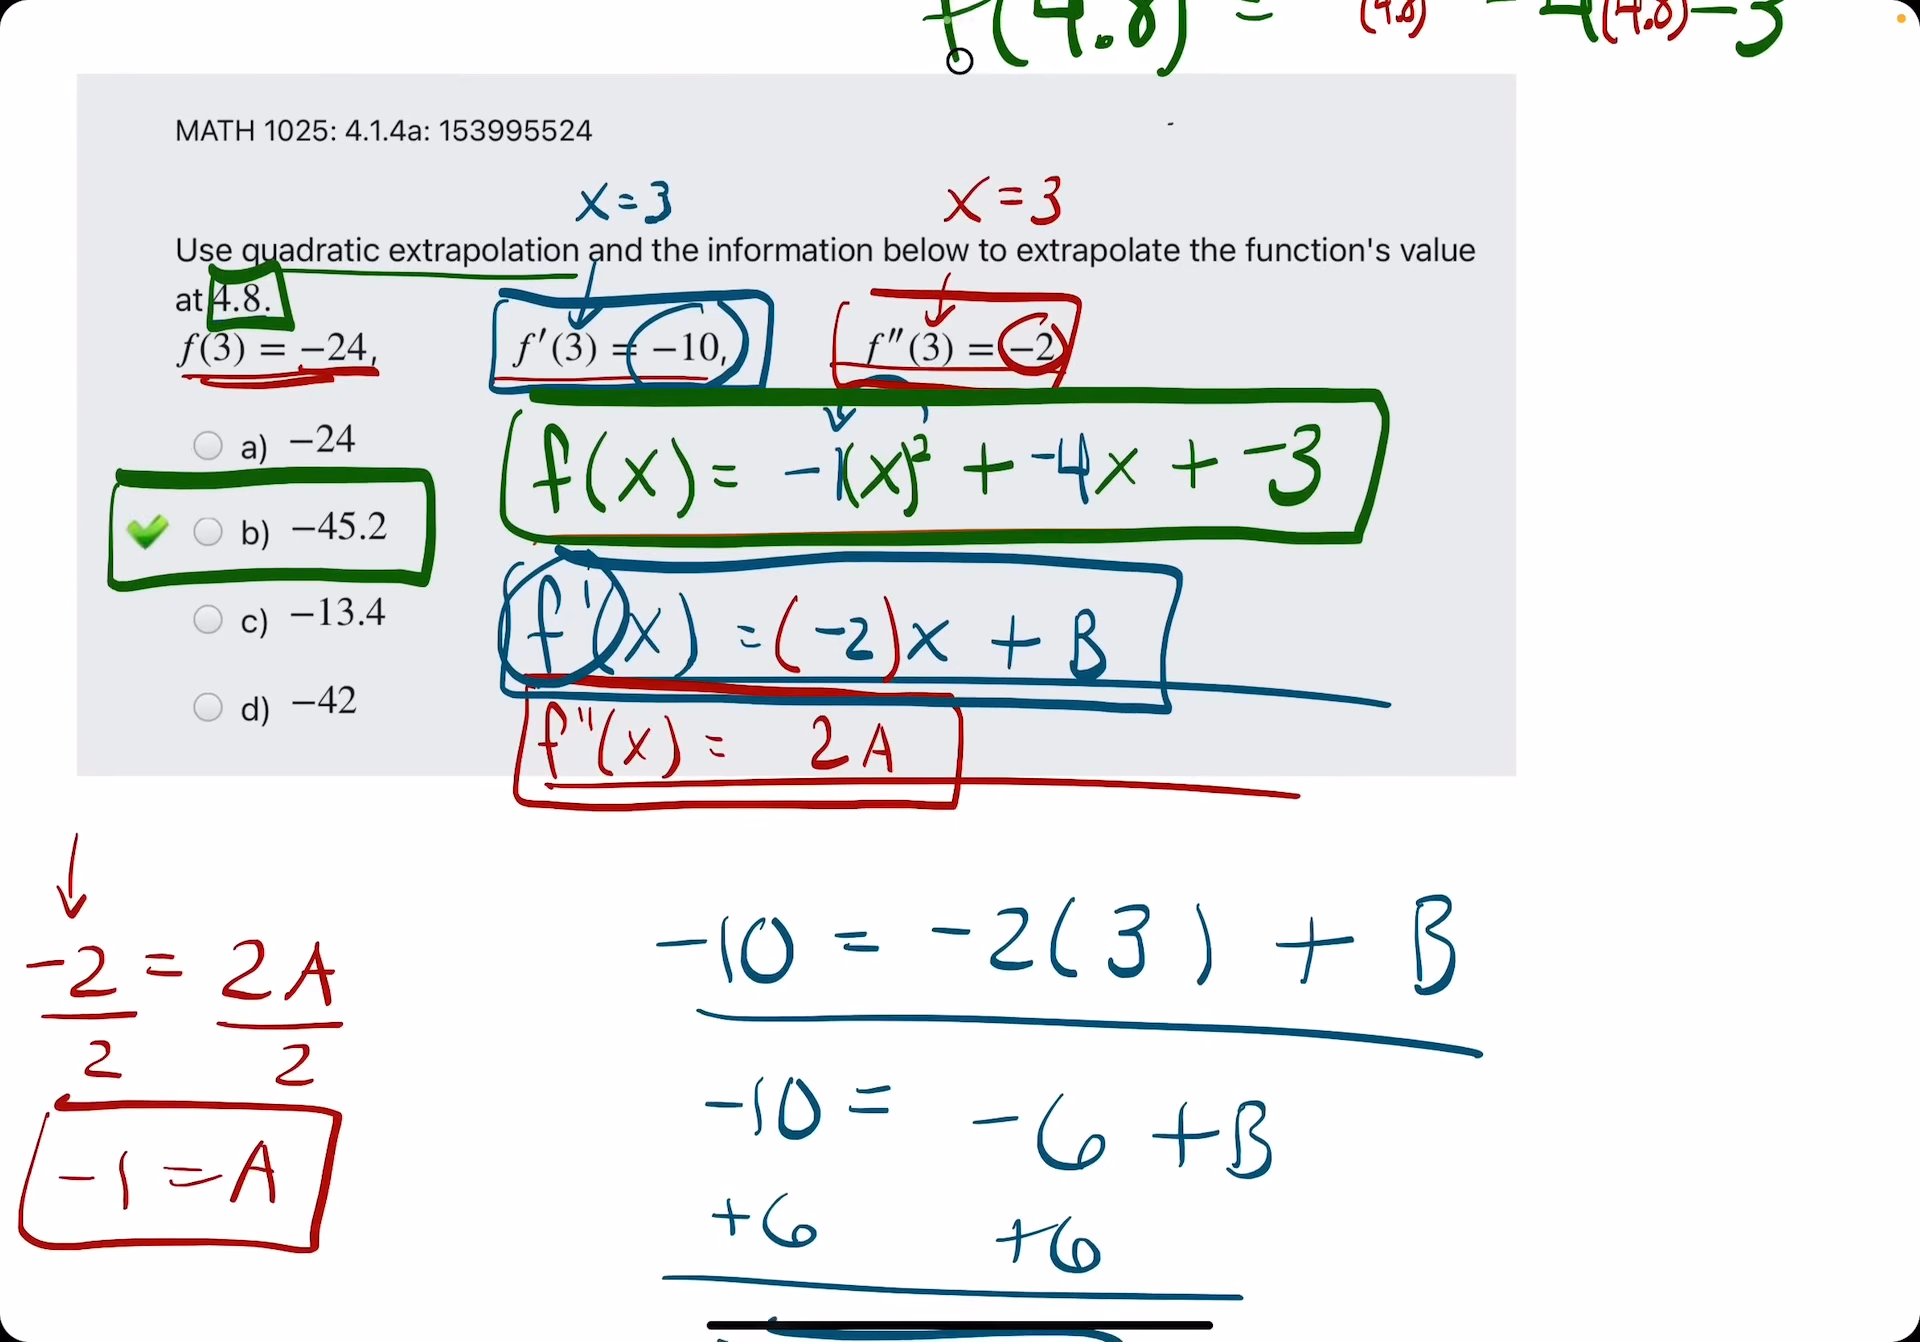 f(4.8) = (4.8) - 4(4.8) - 3
MATH 1025: 4.1.4a: 153995524
x = 3 x = 3
Use quadratic extrapolation and the information below to extrapolate the function's value
at 4.8.
f(3) = −24, f′(3) = −10, f″(3) = −2
a) −24
f(x) = -1(x)² + -4x + -3
b) −45.2
c) −13.4
f'(x) = (-2)x + B
d) −42
f"(x) = 2A
-2 = 2A
2 2
-1 = A
-10 = -2(3) + B
-10 = -6 + B
+6 +6